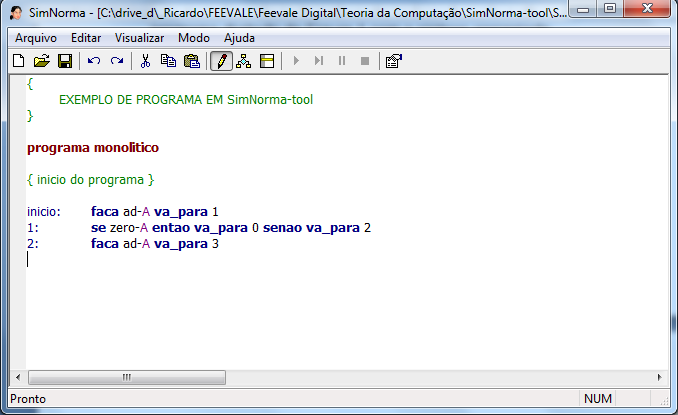 SimNorma - [C:\drive_d\_Ricardo\FEEVALE\Feevale Digital\Teoria da Computação\SimNorma-tool\S...
Arquivo Editar Visualizar Modo Ajuda
{
EXEMPLO DE PROGRAMA EM SimNorma-tool
}
programa monolitico
{ inicio do programa }
inicio: faca ad-A va_para 1
1: se zero-A entao va_para 0 senao va_para 2
2: faca ad-A va_para 3
Pronto NUM